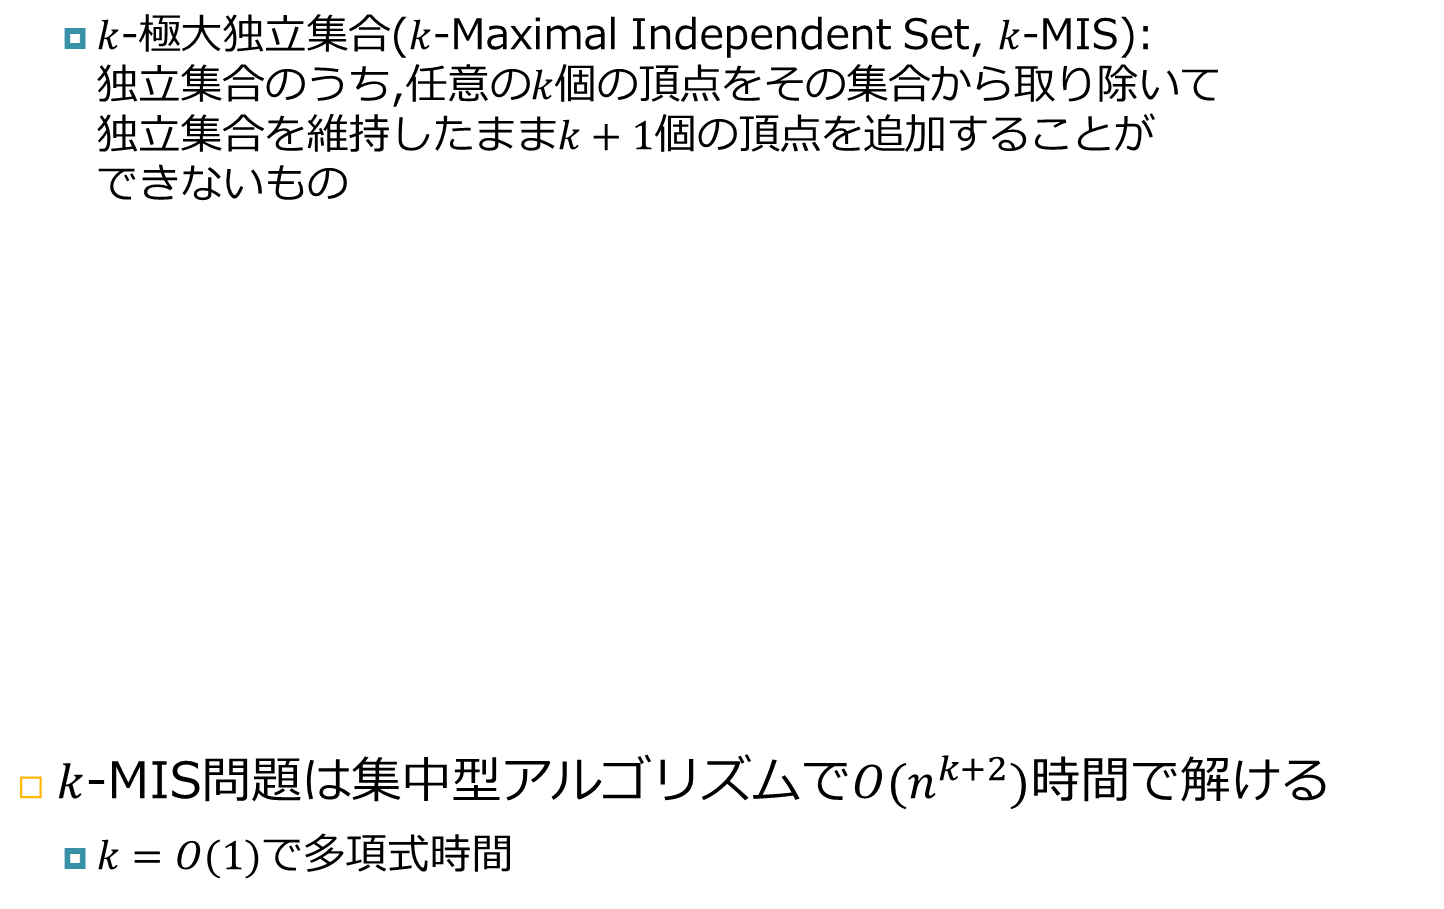 k-極大独立集合(k-Maximal Independent Set, k-MIS):
独立集合のうち,任意のk個の頂点をその集合から取り除いて
独立集合を維持したままk + 1個の頂点を追加することが
できないもの
k-MIS問題は集中型アルゴリズムでO(n^{k+2})時間で解ける
k = O(1)で多項式時間